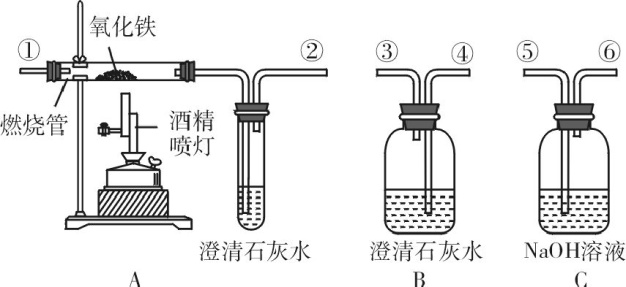 氧化铁
① ② ③ ④ ⑤ ⑥
燃烧管
酒精
喷灯
澄清石灰水 澄清石灰水 NaOH溶液
A B C